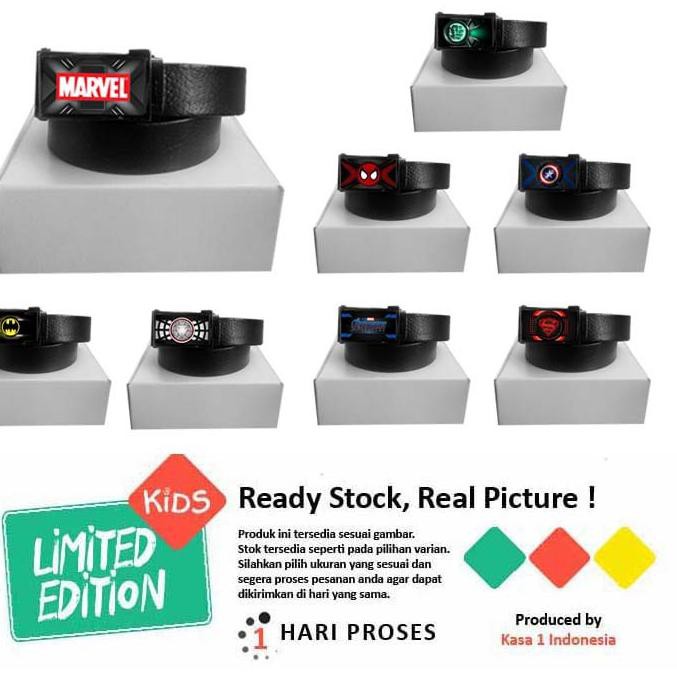 MARVEL
KiDS
LiMiTED
EDiTiON
Ready Stock, Real Picture !
Produk ini tersedia sesuai gambar.
Stok tersedia seperti pada pilihan varian.
Silahkan pilih ukuran yang sesuai dan
segera proses pesanan anda agar dapat
dikirimkan di hari yang sama.
1 HARI PROSES
Produced by
Kasa 1 Indonesia